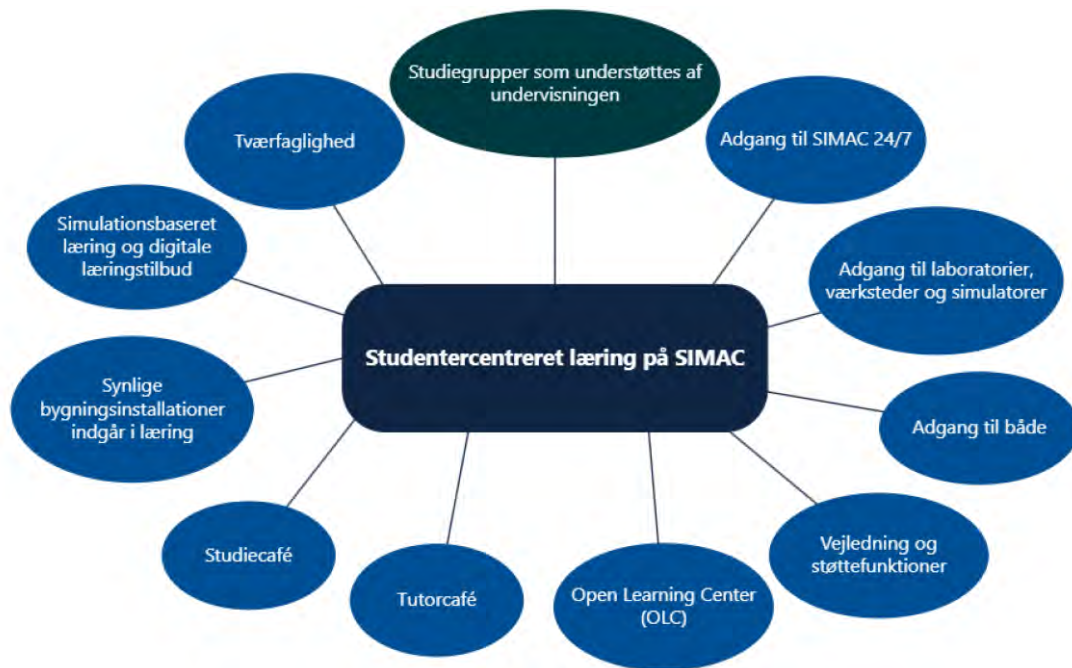 Studiegrupper som understøttes af
undervisningen
Tværfaglighed
Adgang til SIMAC 24/7
Simulationsbaseret
læring og digitale
læringstilbud
Adgang til laboratorier,
værksteder og simulatorer
Studentercentreret læring på SIMAC
Synlige
bygningsinstallationer
indgår i læring
Adgang til både
Studiecafé
Vejledning og
støttefunktioner
Tutorcafé
Open Learning Center
(OLC)